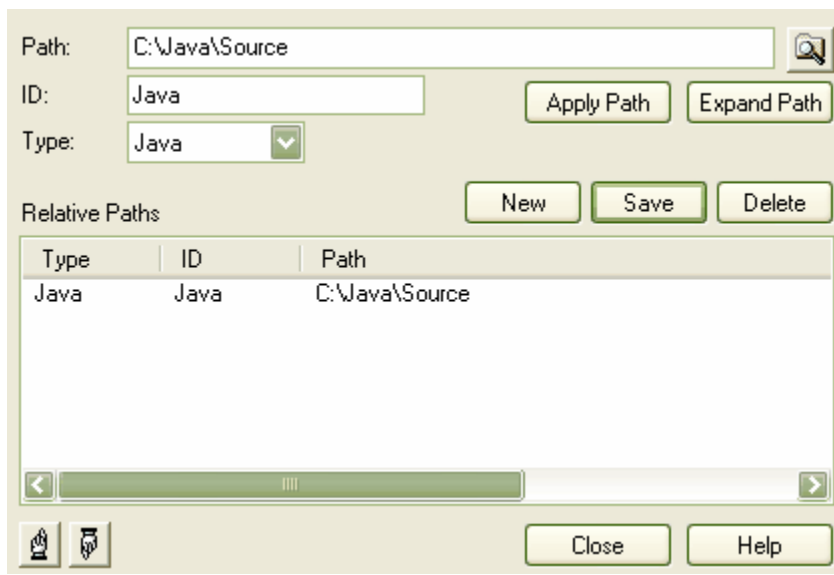 Path: C:\Java\Source
ID: Java Apply Path Expand Path
Type: Java
Relative Paths New Save Delete
Type ID Path
Java Java C:\Java\Source
Close Help